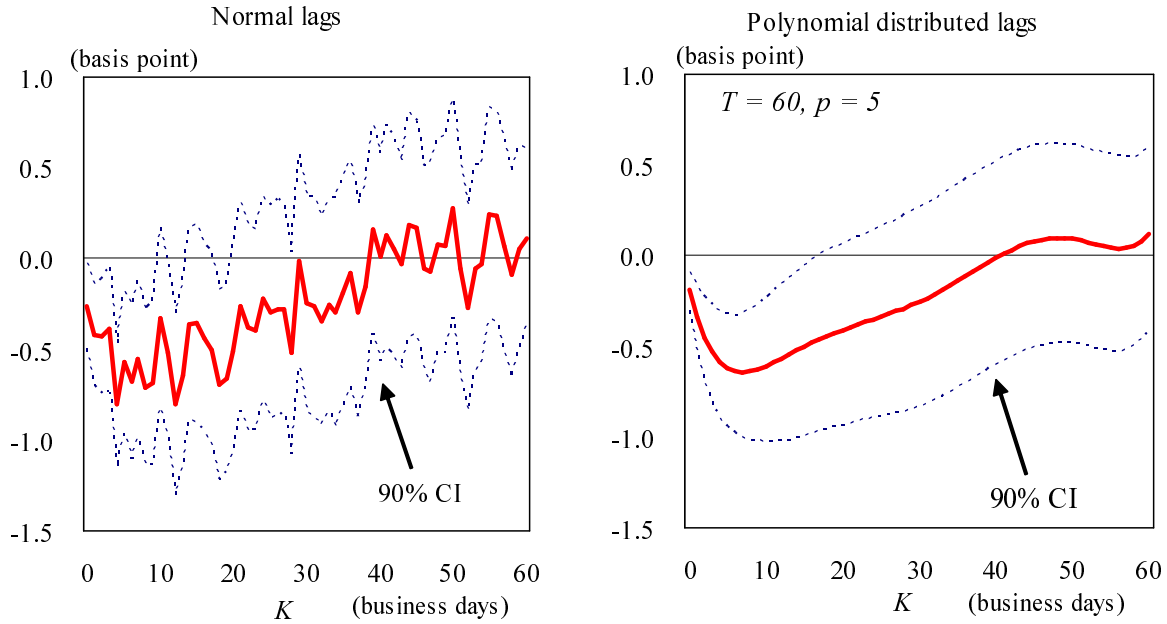 Normal lags
(basis point)
1.0
0.5
0.0
-0.5
-1.0
-1.5
90% CI
0 10 20 30 40 50 60
K (business days)
Polynomial distributed lags
(basis point)
1.0
0.5
0.0
-0.5
-1.0
-1.5
T = 60, p = 5
90% CI
0 10 20 30 40 50 60
K (business days)